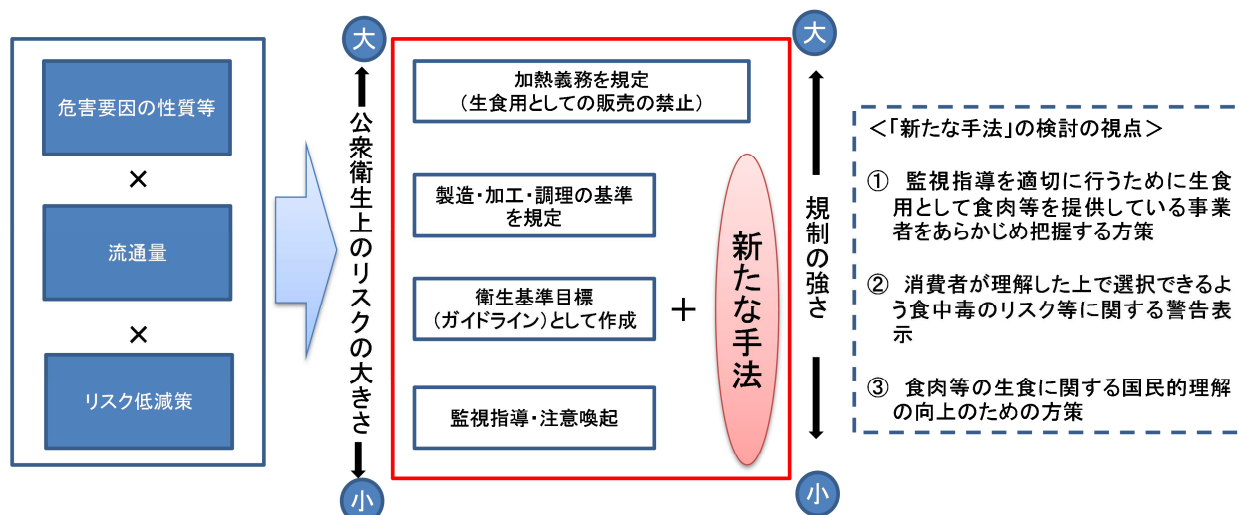 危害要因の性質等
×
流通量
×
リスク低減策
大
公衆衛生上のリスクの大きさ
小
加熱義務を規定
(生食用としての販売の禁止)
製造・加工・調理の基準
を規定
衛生基準目標
(ガイドライン)として作成
監視指導・注意喚起
+
新たな手法
大
規制の強さ
小
<「新たな手法」の検討の視点>
① 監視指導を適切に行うために生食
用として食肉等を提供している事業
者をあらかじめ把握する方策
② 消費者が理解した上で選択できるよ
う食中毒のリスク等に関する警告表
示
③ 食肉等の生食に関する国民的理解
の向上のための方策